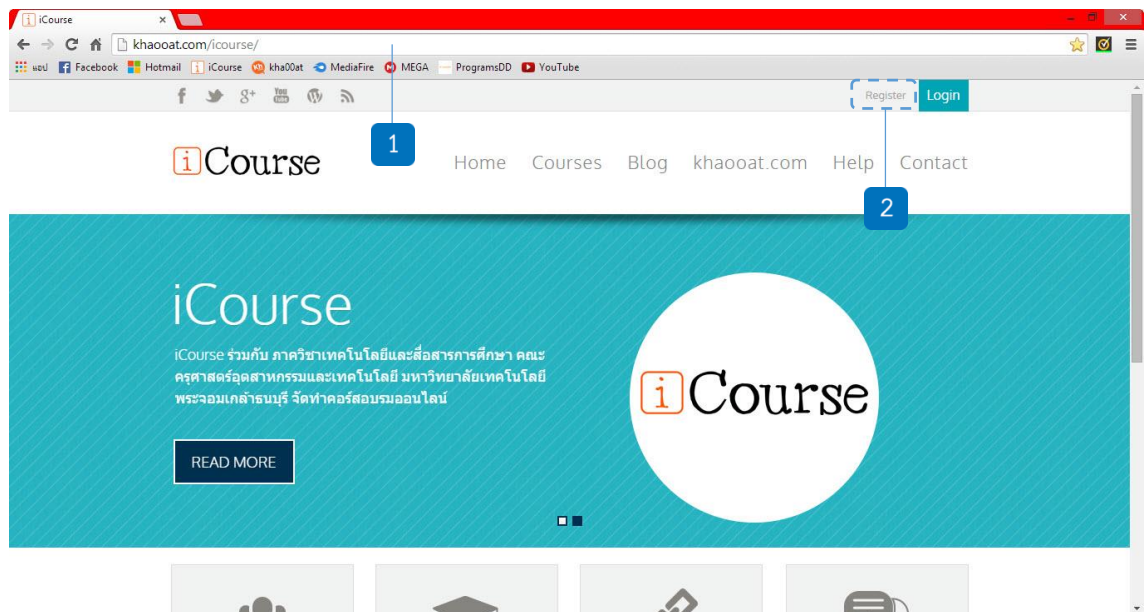 iCourse
khaooat.com/icourse/
แอป Facebook Hotmail iCourse kha00at MediaFire MEGA ProgramsDD YouTube
f g+ You Tube Register Login
1
iCourse Home Courses Blog khaooat.com Help Contact
2
iCourse
iCourse ร่วมกับ ภาควิชาเทคโนโลยีและสื่อสารการศึกษา คณะ
ครุศาสตร์อุตสาหกรรมและเทคโนโลยี มหาวิทยาลัยเทคโนโลยี
พระจอมเกล้าธนบุรี จัดทำคอร์สอบรมออนไลน์
iCourse
READ MORE